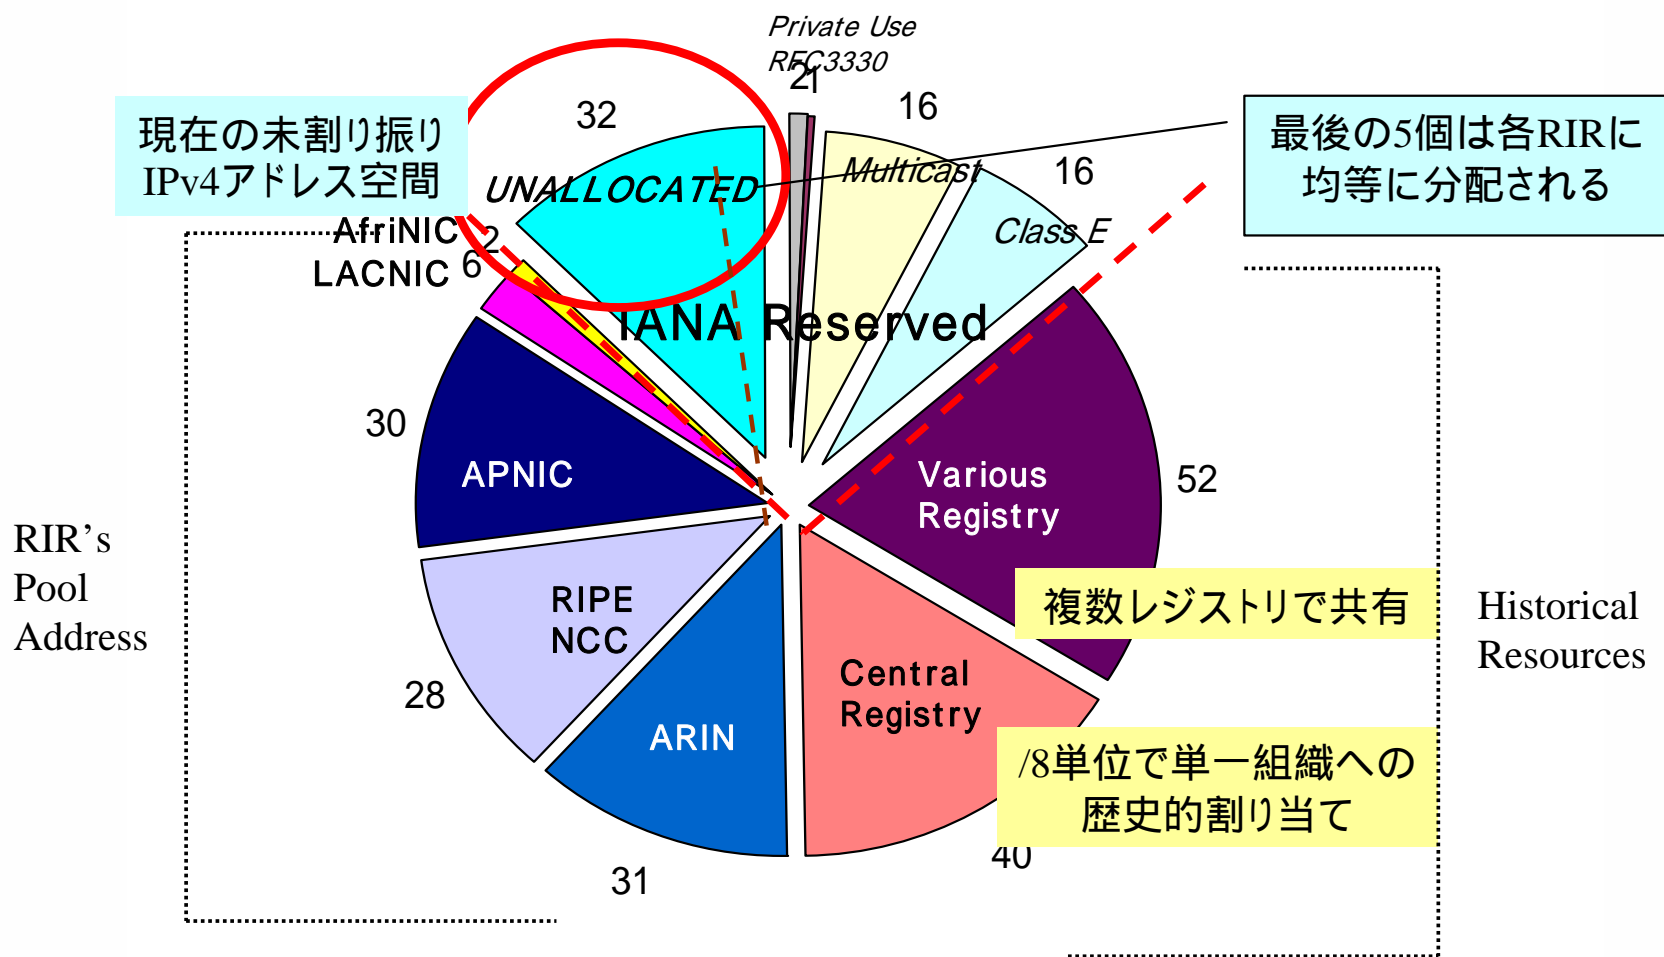 Private Use
RFC3330
2
1
16
32
現在の未割り振り
IPv4アドレス空間
最後の5個は各RIRに
均等に分配される
UNALLOCATED
Multicast
16
Class E
AfriNIC
2
LACNIC
6
IANA Reserved
30
APNIC
Various
Registry
52
RIR's
Pool
Address
RIPE
NCC
複数レジストリで共有
Historical
Resources
28
Central
Registry
ARIN
/8単位で単一組織への
歴史的割り当て
40
31